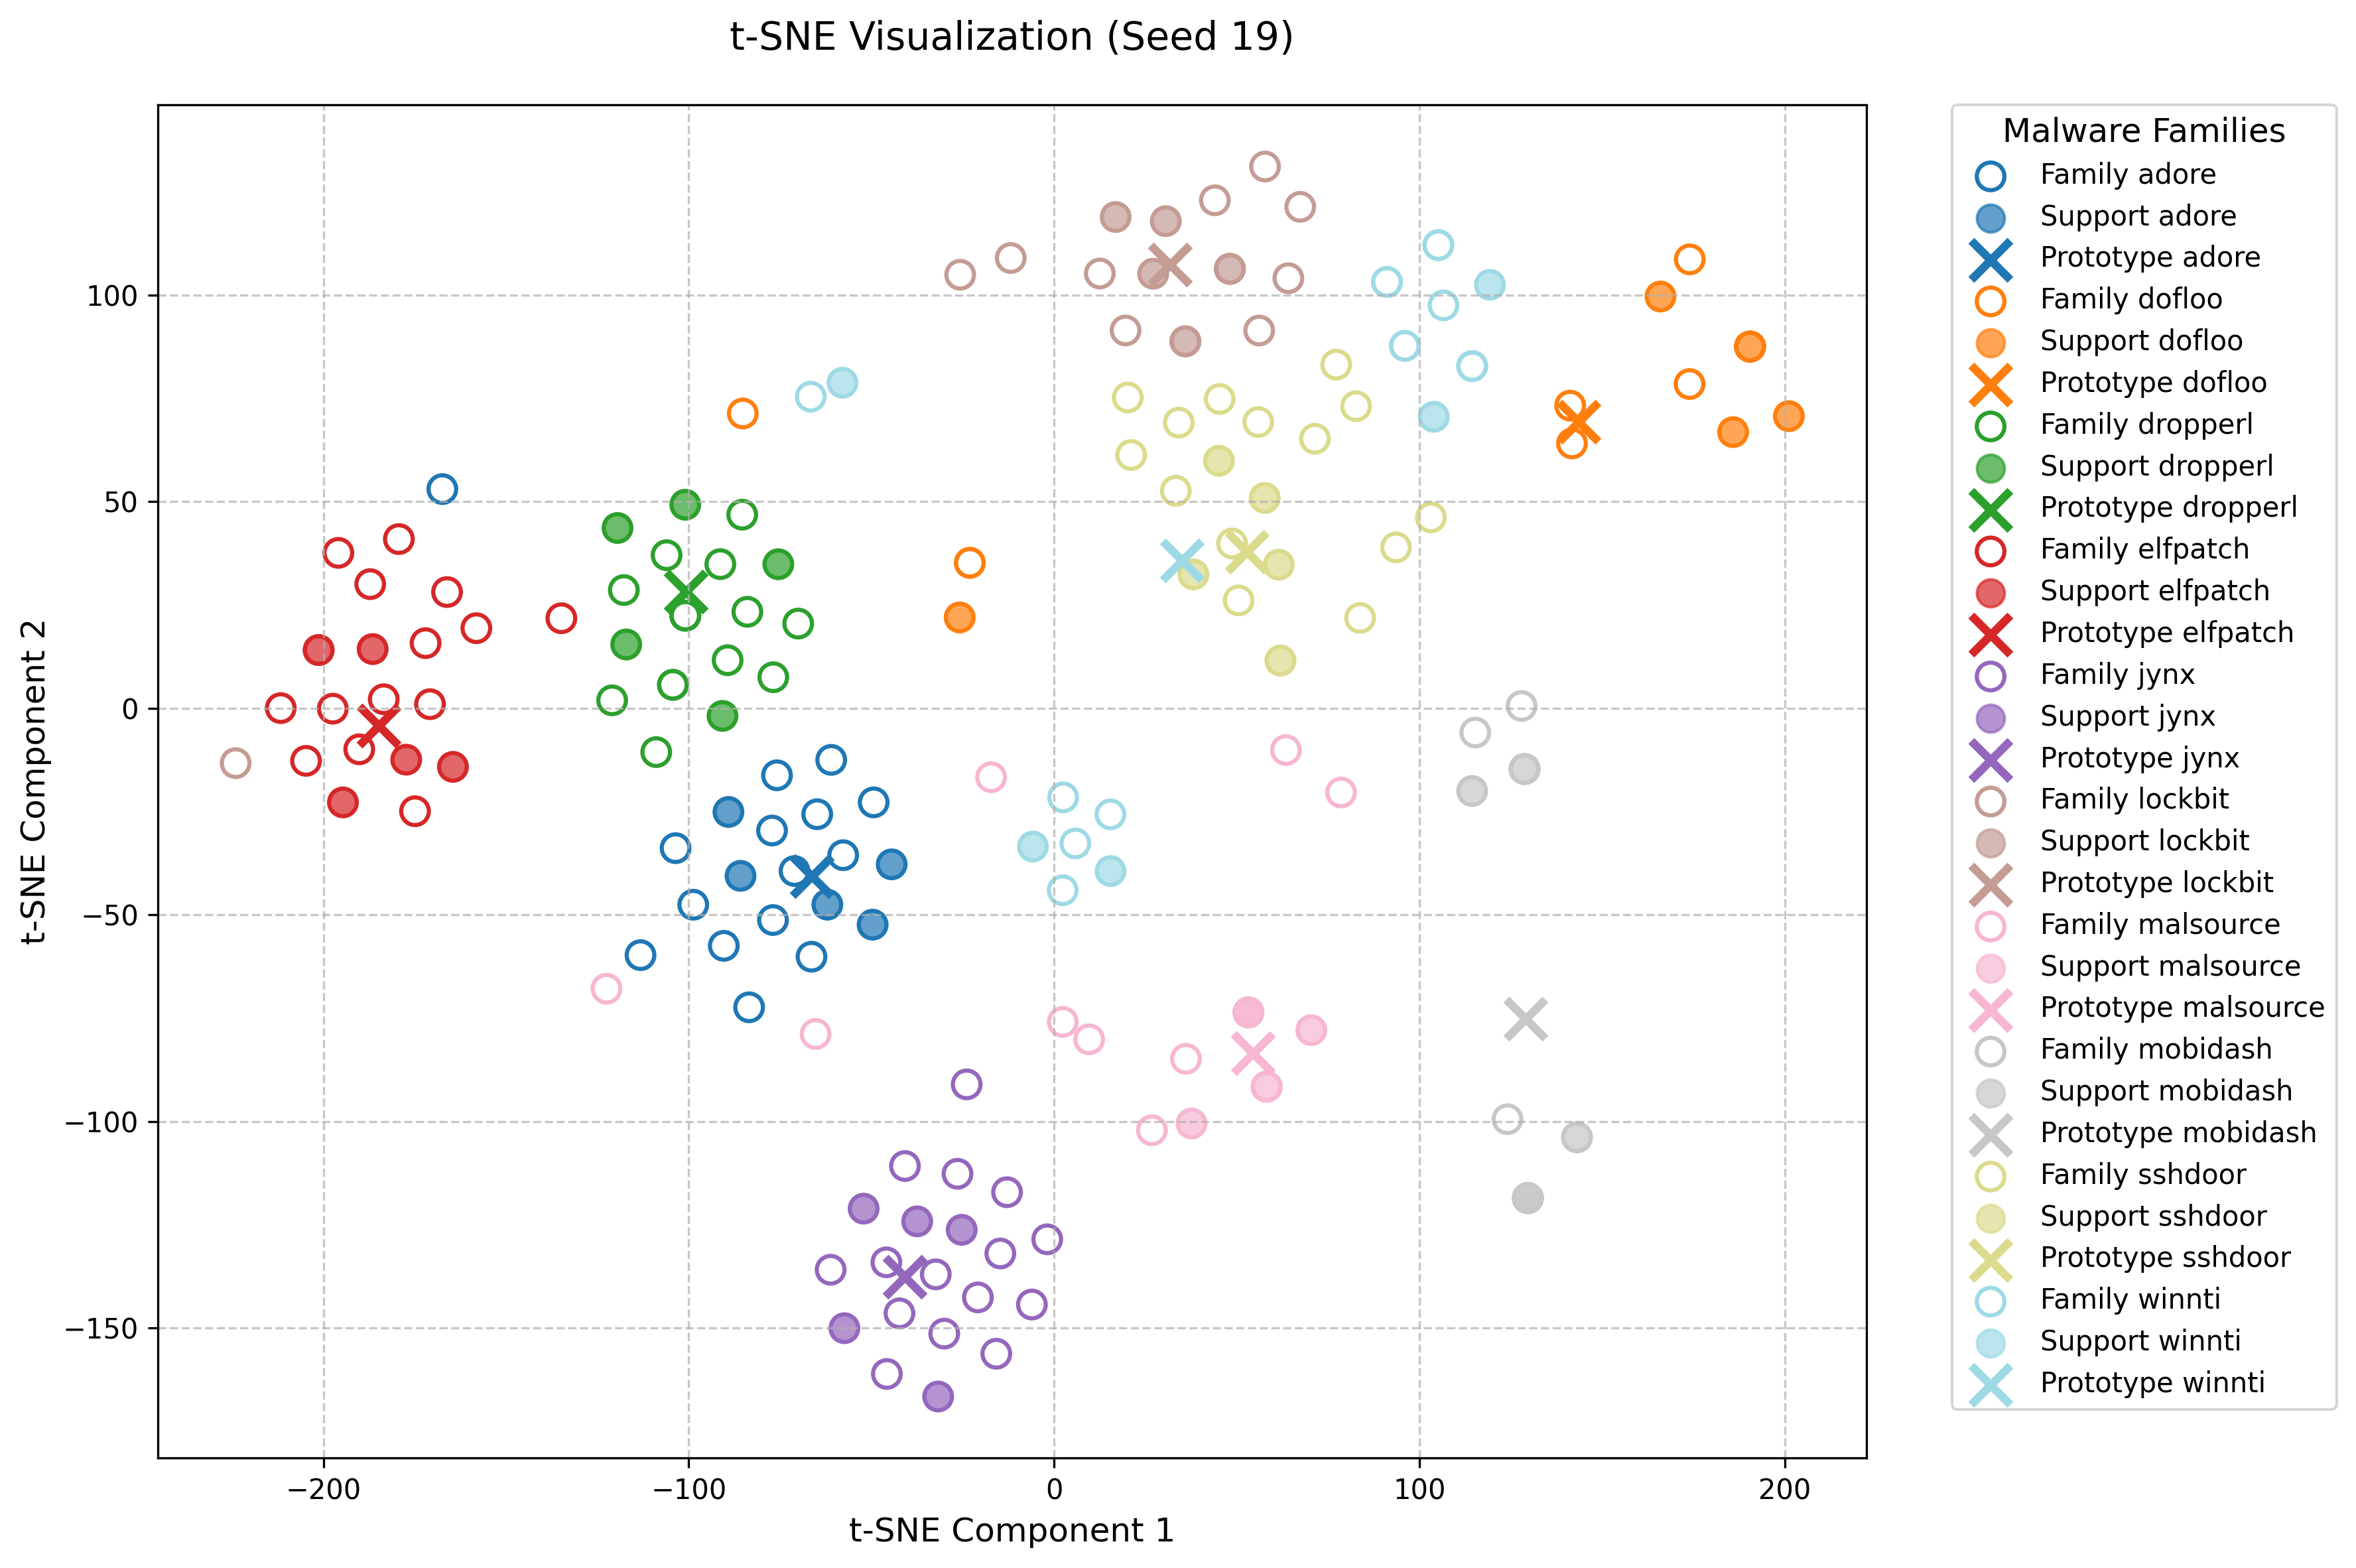 t-SNE Visualization (Seed 19)
t-SNE Component 2
100
50
0
−50
−100
−150
−200
−100
0
100
200
t-SNE Component 1
Malware Families
Family adore
Support adore
Prototype adore
Family dofloo
Support dofloo
Prototype dofloo
Family dropperl
Support dropperl
Prototype dropperl
Family elfpatch
Support elfpatch
Prototype elfpatch
Family jynx
Support jynx
Prototype jynx
Family lockbit
Support lockbit
Prototype lockbit
Family malsource
Support malsource
Prototype malsource
Family mobidash
Support mobidash
Prototype mobidash
Family sshdoor
Support sshdoor
Prototype sshdoor
Family winnti
Support winnti
Prototype winnti